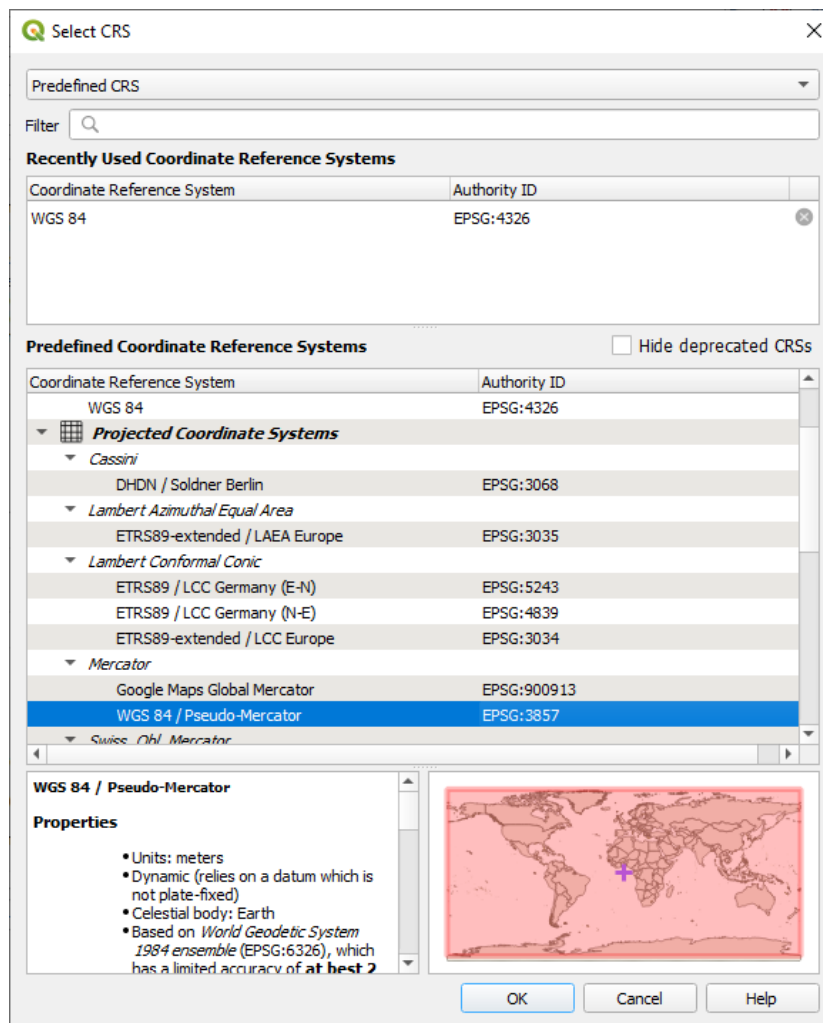 Select CRS
Predefined CRS
Filter
Recently Used Coordinate Reference Systems
Coordinate Reference System Authority ID
WGS 84 EPSG:4326
Predefined Coordinate Reference Systems Hide deprecated CRSs
Coordinate Reference System Authority ID
WGS 84 EPSG:4326
Projected Coordinate Systems
Cassini
DHDN / Soldner Berlin EPSG:3068
Lambert Azimuthal Equal Area
ETRS89-extended / LAEA Europe EPSG:3035
Lambert Conformal Conic
ETRS89 / LCC Germany (E-N) EPSG:5243
ETRS89 / LCC Germany (N-E) EPSG:4839
ETRS89-extended / LCC Europe EPSG:3034
Mercator
Google Maps Global Mercator EPSG:900913
WGS 84 / Pseudo-Mercator EPSG:3857
Swiss. Obl. Mercator
WGS 84 / Pseudo-Mercator
Properties
• Units: meters
• Dynamic (relies on a datum which is
not plate-fixed)
• Celestial body: Earth
• Based on World Geodetic System
1984 ensemble (EPSG:6326), which
has a limited accuracy of at best 2
OK Cancel Help